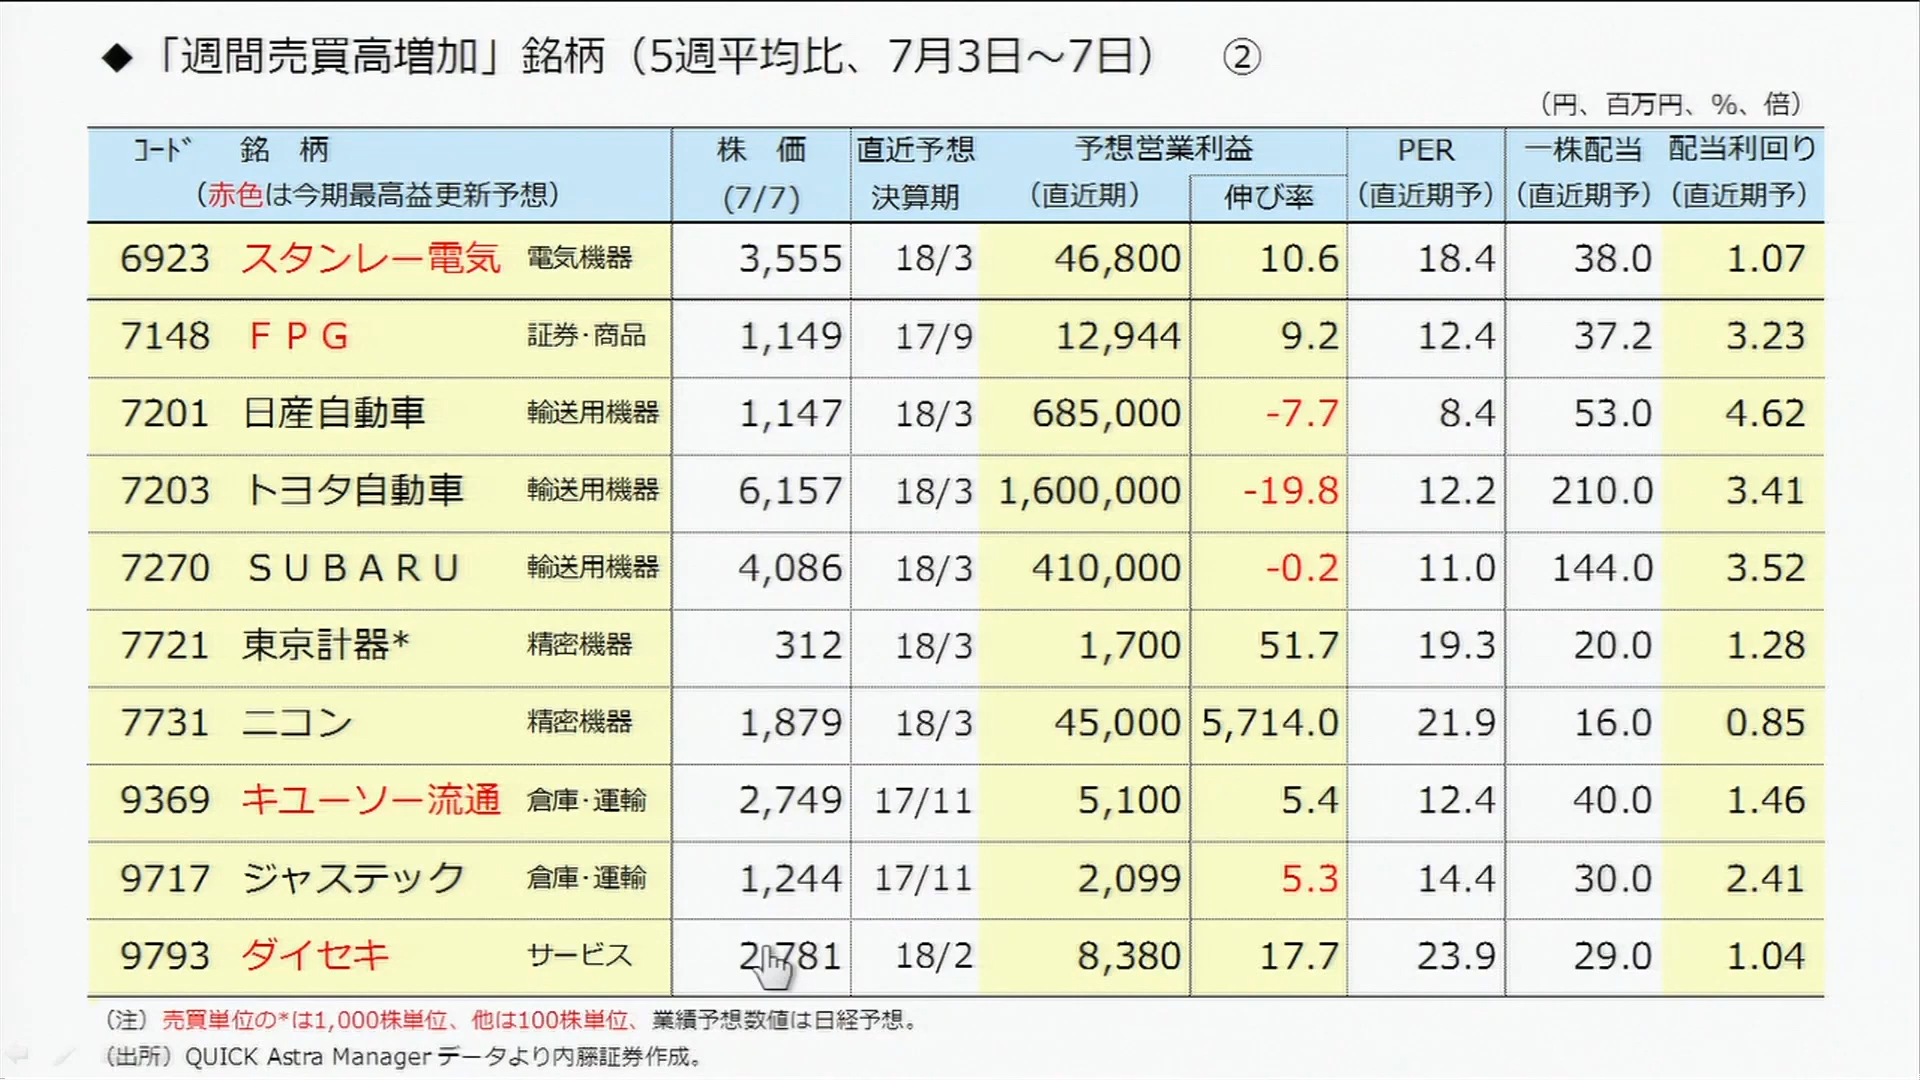 ◆「週間売買高増加」銘柄（5週平均比、7月3日～7日）　②
（円、百万円、%、倍）
ｺｰﾄﾞ 銘　柄 株　価 直近予想 予想営業利益 PER 一株配当 配当利回り
（赤色は今期最高益更新予想） (7/7) 決算期 （直近期） 伸び率 （直近期予） （直近期予） （直近期予）
6923 スタンレー電気 電気機器 3,555 18/3 46,800 10.6 18.4 38.0 1.07
7148 ＦＰＧ 証券･商品 1,149 17/9 12,944 9.2 12.4 37.2 3.23
7201 日産自動車 輸送用機器 1,147 18/3 685,000 -7.7 8.4 53.0 4.62
7203 トヨタ自動車 輸送用機器 6,157 18/3 1,600,000 -19.8 12.2 210.0 3.41
7270 ＳＵＢＡＲＵ 輸送用機器 4,086 18/3 410,000 -0.2 11.0 144.0 3.52
7721 東京計器* 精密機器 312 18/3 1,700 51.7 19.3 20.0 1.28
7731 ニコン 精密機器 1,879 18/3 45,000 5,714.0 21.9 16.0 0.85
9369 キユーソー流通 倉庫･運輸 2,749 17/11 5,100 5.4 12.4 40.0 1.46
9717 ジャステック 倉庫･運輸 1,244 17/11 2,099 5.3 14.4 30.0 2.41
9793 ダイセキ サービス 2,781 18/2 8,380 17.7 23.9 29.0 1.04
（注）売買単位の*は1,000株単位、他は100株単位、業績予想数値は日経予想。
（出所）QUICK Astra Manager データより内藤証券作成。